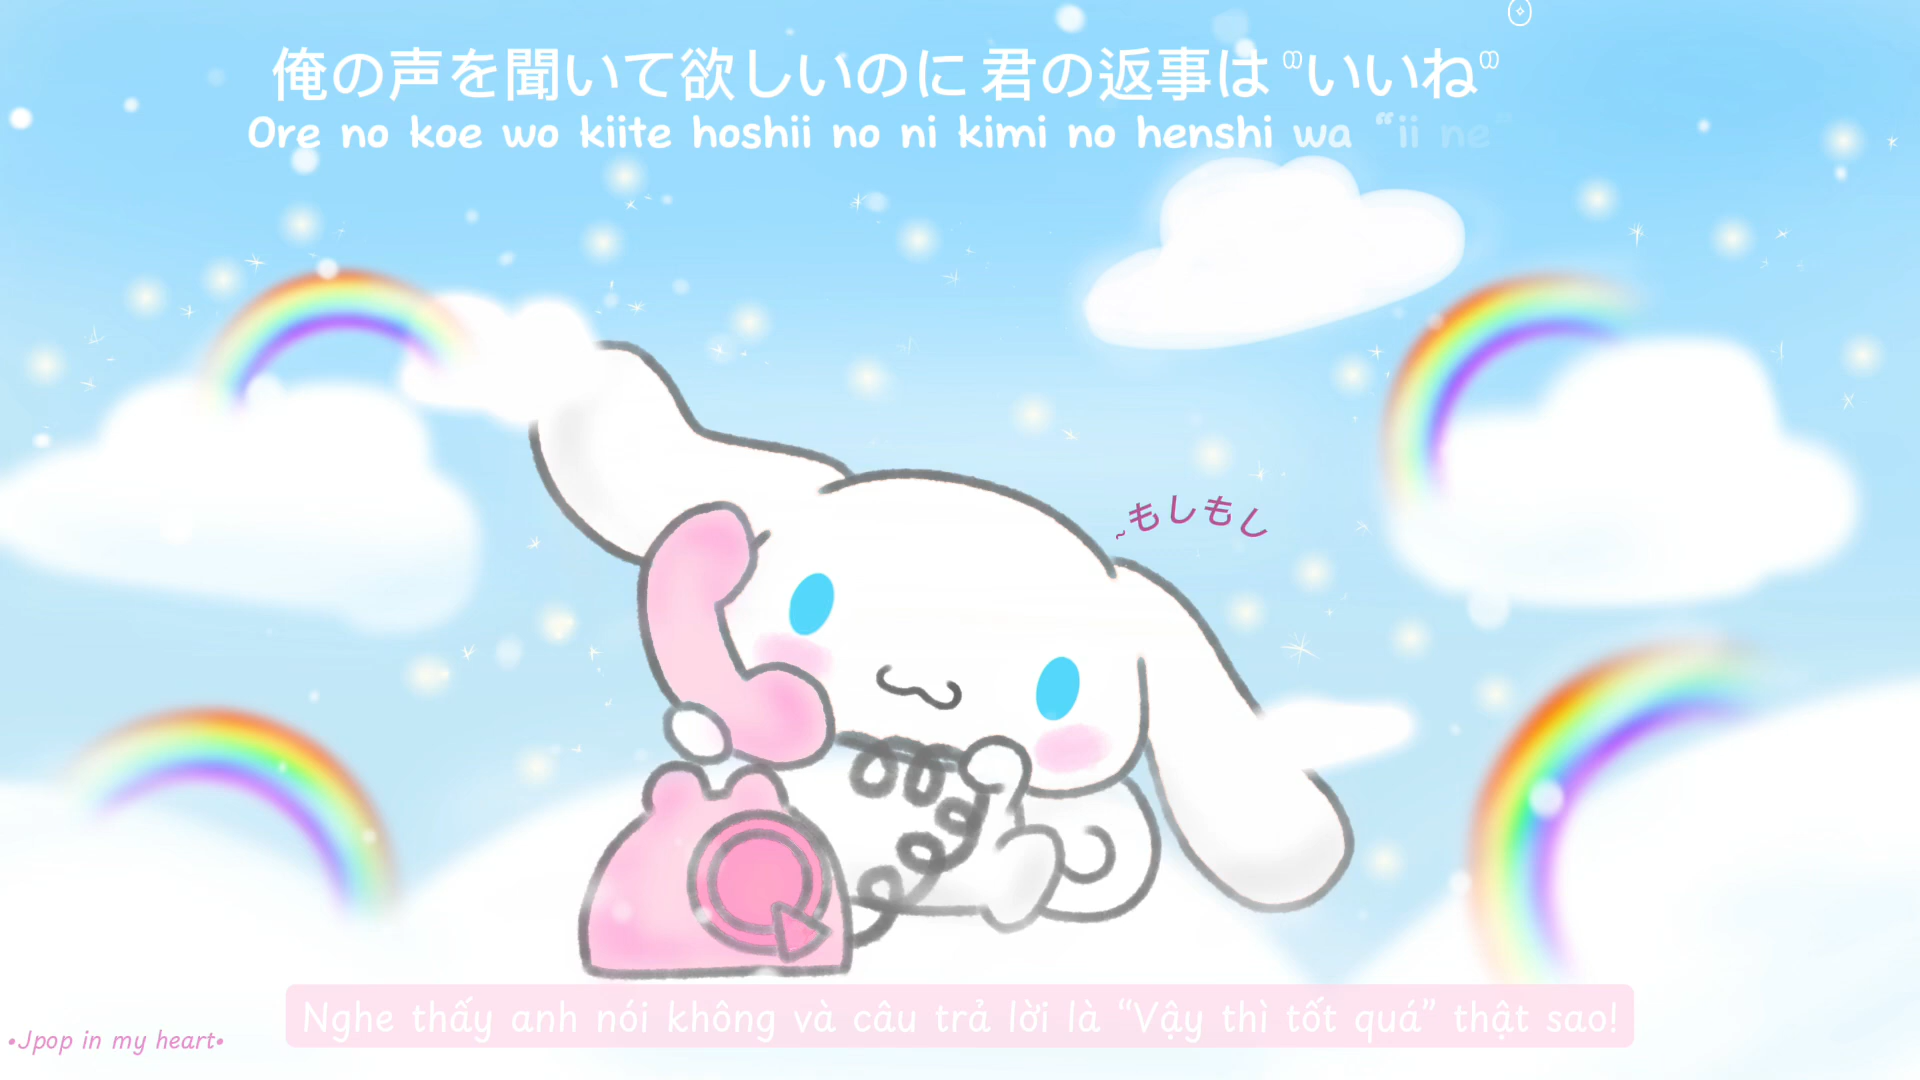 俺の声を聞いて欲しいのに 君の返事は "いいね"
Ore no koe wo kiite hoshii no ni kimi no henshi wa “ii ne”
~もしもし
Nghe thấy anh nói không và câu trả lời là “Vậy thì tốt quá” thật sao!
•Jpop in my heart•